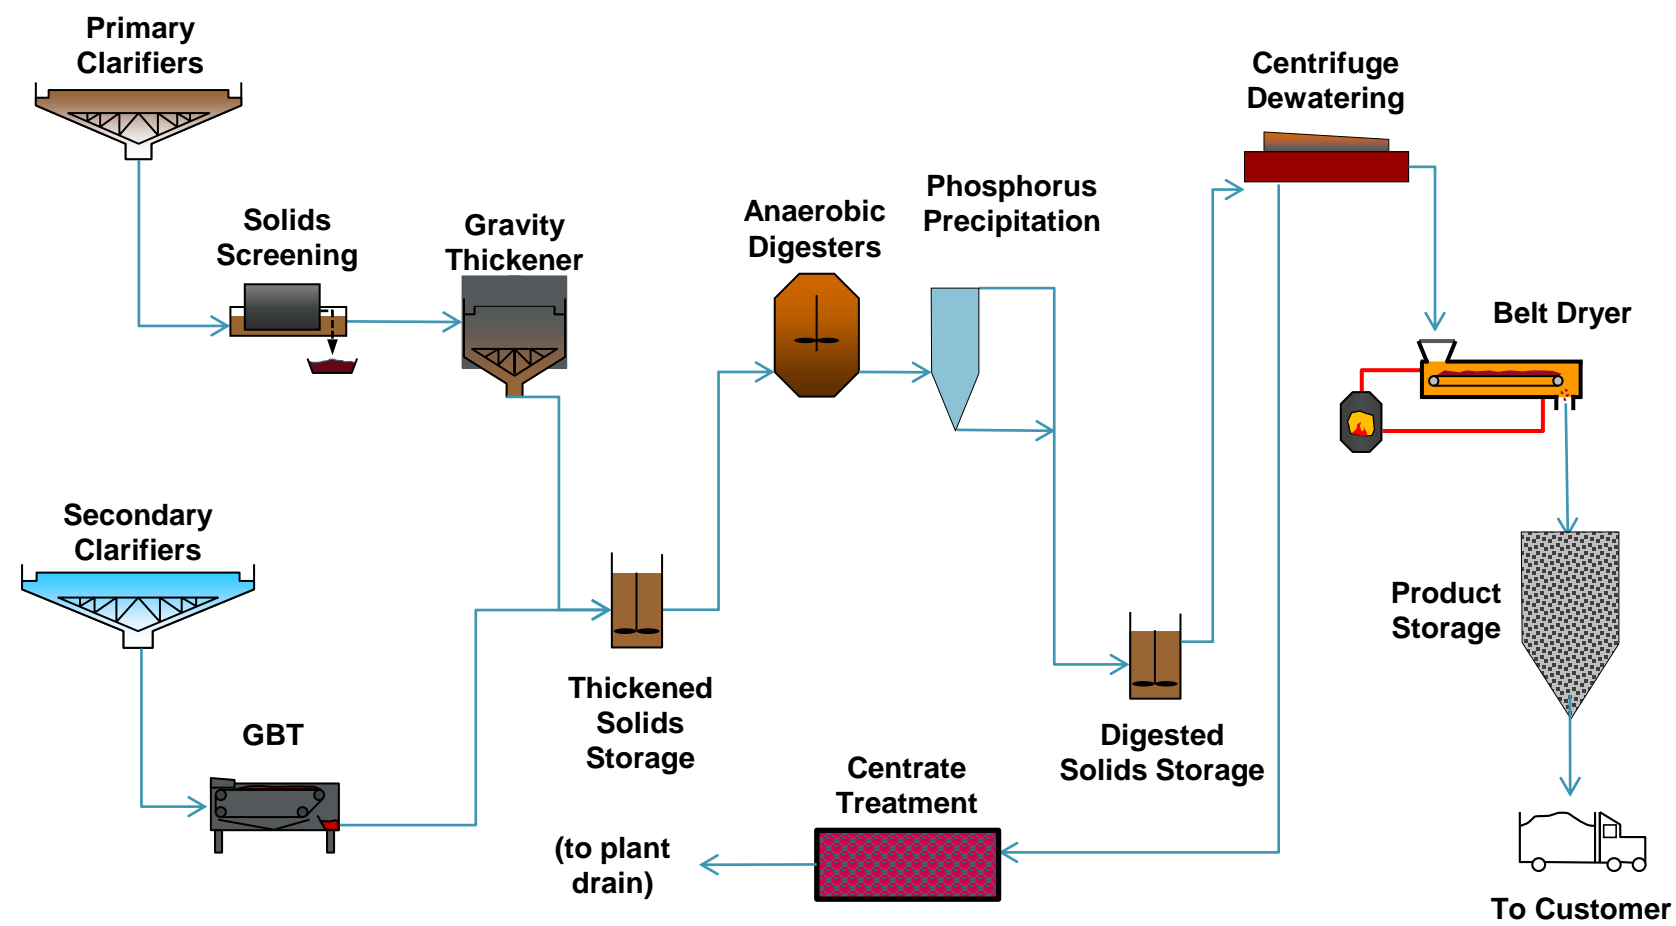 Primary
Clarifiers
Centrifuge
Dewatering
Phosphorus
Precipitation
Anaerobic
Digesters
Solids
Screening
Gravity
Thickener
Belt Dryer
Secondary
Clarifiers
Product
Storage
Thickened
Solids
Storage
GBT
Digested
Solids Storage
Centrate
Treatment
(to plant
drain)
To Customer